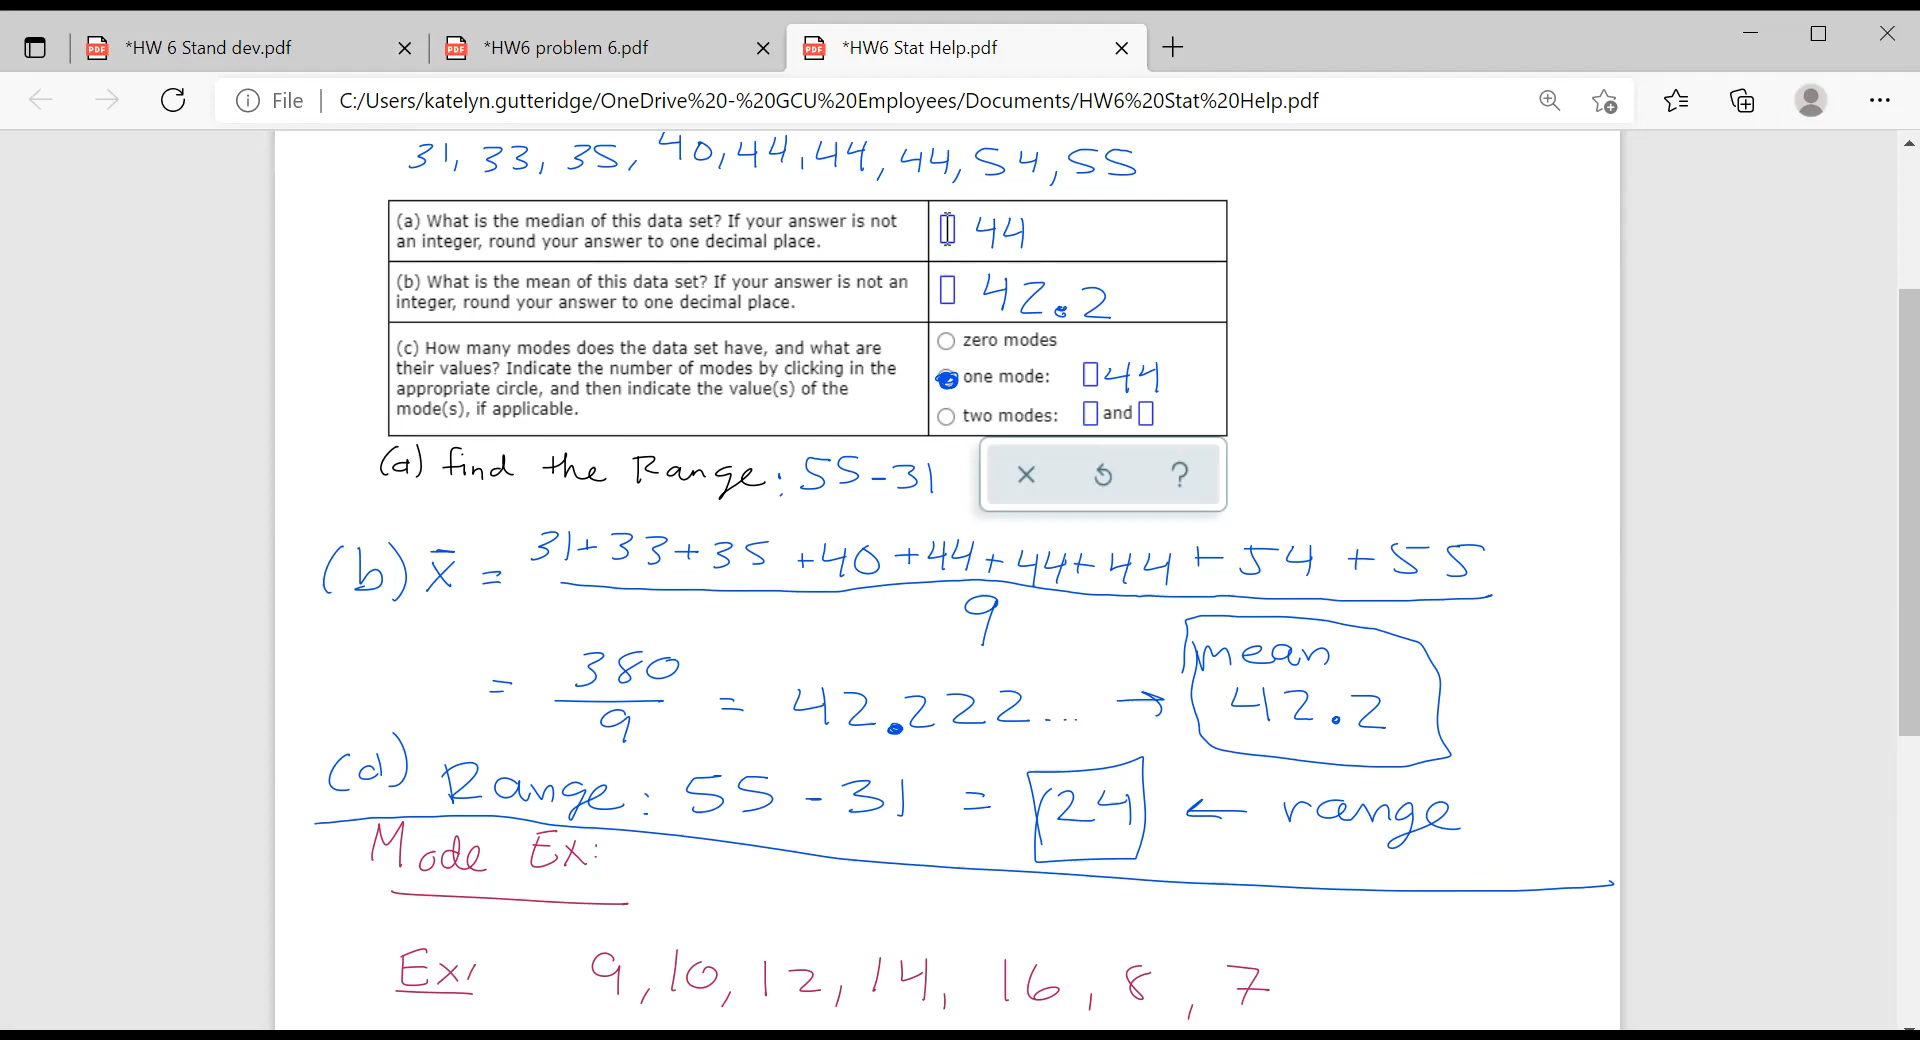 *HW 6 Stand dev.pdf
*HW6 problem 6.pdf
*HW6 Stat Help.pdf
File
C:/Users/katelyn.gutteridge/OneDrive%20-%20GCU%20Employees/Documents/HW6%20Stat%20Help.pdf
31, 33, 35, 40, 44, 44, 44, 54, 55
(a) What is the median of this data set? If your answer is not
an integer, round your answer to one decimal place.
44
(b) What is the mean of this data set? If your answer is not an
integer, round your answer to one decimal place.
42.2
(c) How many modes does the data set have, and what are
their values? Indicate the number of modes by clicking in the
appropriate circle, and then indicate the value(s) of the
mode(s), if applicable.
zero modes
one mode: 44
two modes: and
(d) find the Range: 55-31
× ?
(b) x̄ = 31+33+35+40+44+44+44+54+55
9
= 380
9
= 42.222... → mean
42.2
(d) Range: 55 - 31 = 24 ← range
Mode Ex:
Ex: 9, 10, 12, 14, 16, 8, 7